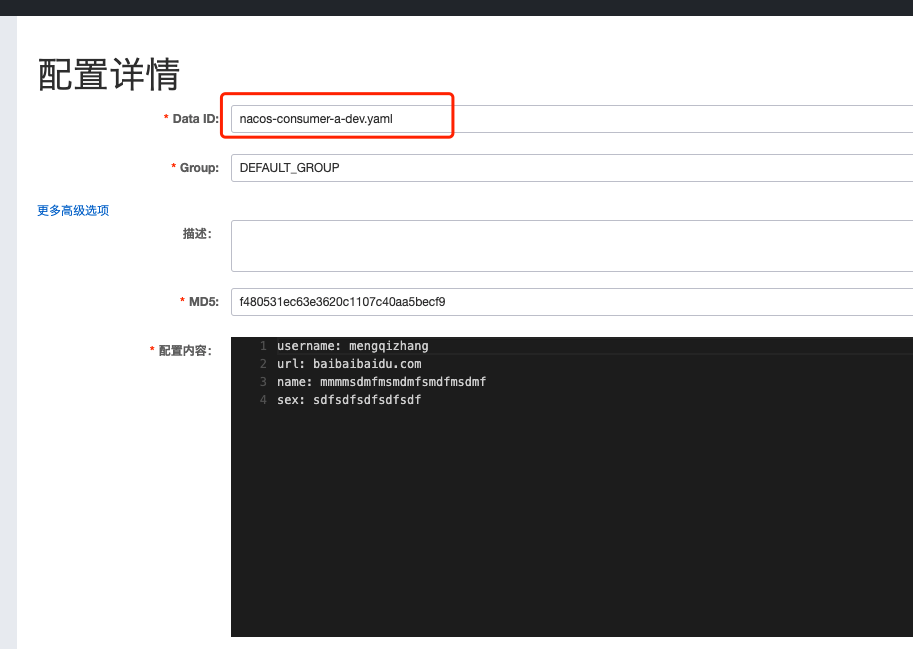 配置详情
* Data ID: nacos-consumer-a-dev.yaml
* Group: DEFAULT_GROUP
更多高级选项
描述:
* MD5: f480531ec63e3620c1107c40aa5becf9
* 配置内容:
1 username: mengqizhang
2 url: baibaibaidu.com
3 name: mmmmsdmfmsmdmfsmdfmsdmf
4 sex: sdfsdfsdfsdfsdf